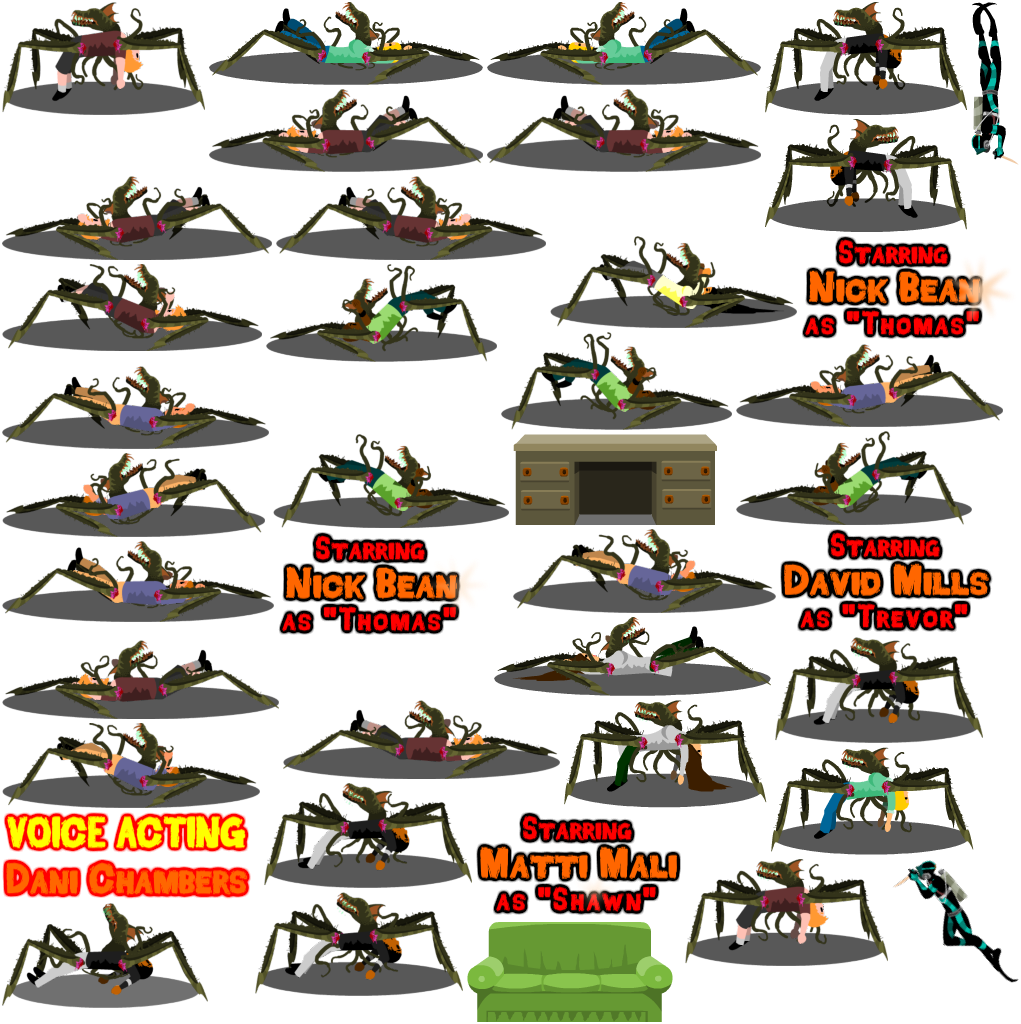 Starring
Nick Bean
as "Thomas"
Starring
Nick Bean
as "Thomas"
Starring
David Mills
as "Trevor"
VOICE ACTING
Dani Chambers
Starring
Matti Mali
as "Shawn"